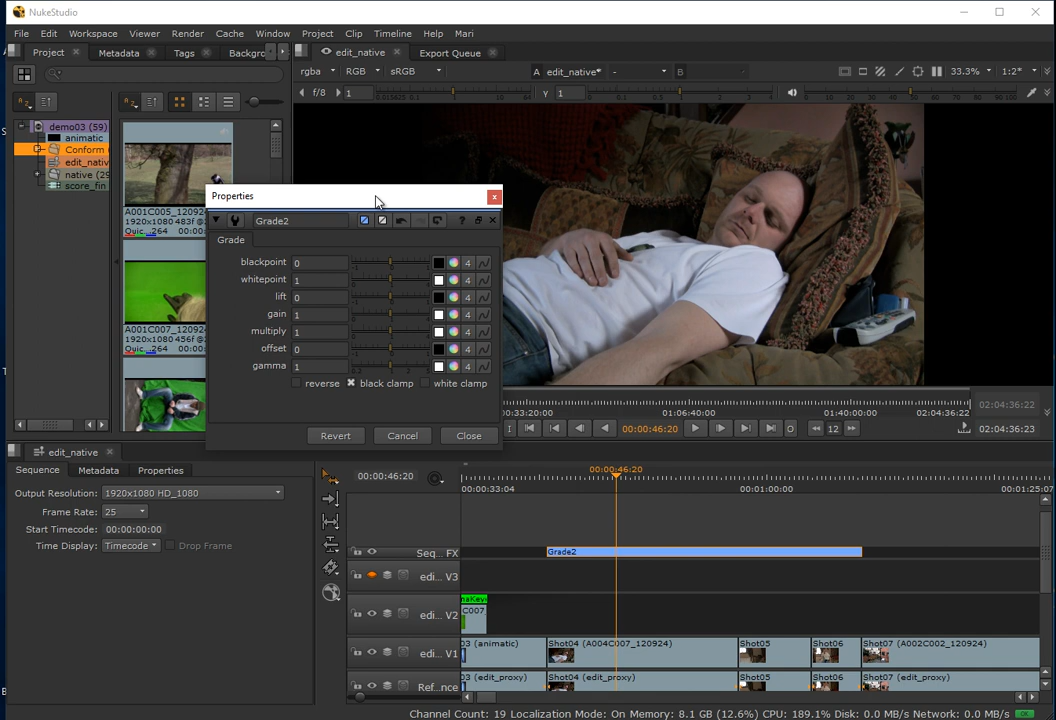 NukeStudio
File Edit Workspace Viewer Render Cache Window Project Clip Timeline Help Mari
Project Metadata Tags Backgro
edit_native Export Queue
rgba RGB sRGB A edit_native* - B 33.3% 1:2*
f/8 1 Y 1
demo03 (59)
animatic
Conform
edit_nativ
native (29
score_fin
A001C005_12092
1920x1080 483f @
Quic...264 00:00:
A001C007_12092
1920x1080 456f @
Quic...264 00:00:
Properties
Grade2
Grade
blackpoint 0 4
whitepoint 1 4
lift 0 4
gain 1 4
multiply 1 4
offset 0 4
gamma 1 4
reverse black clamp white clamp
Revert Cancel Close
00:33:20:00 01:06:40:00 01:40:00:00 02:04:36:22 02:04:36:22
00:00:46:20 12 02:04:36:23
edit_native
Sequence Metadata Properties
Output Resolution: 1920x1080 HD_1080
Frame Rate: 25
Start Timecode: 00:00:00:00
Time Display: Timecode Drop Frame
00:00:46:20
00:00:46:20
00:00:33:04 00:01:00:00 00:01:25:07
Seq... FX Grade2
edi... V3
edi... V2
maKey
C007_
edi... V1 03 (animatic) Shot04 (A004C007_120924) Shot05 Shot06 Shot07 (A002C002_120924)
Ref...nce 03 (edit_proxy) Shot04 (edit_proxy) Shot05 Shot06 Shot07 (edit_proxy)
Channel Count: 19 Localization Mode: On Memory: 8.1 GB (12.6%) CPU: 189.1% Disk: 0.0 MB/s Network: 0.0 MB/s